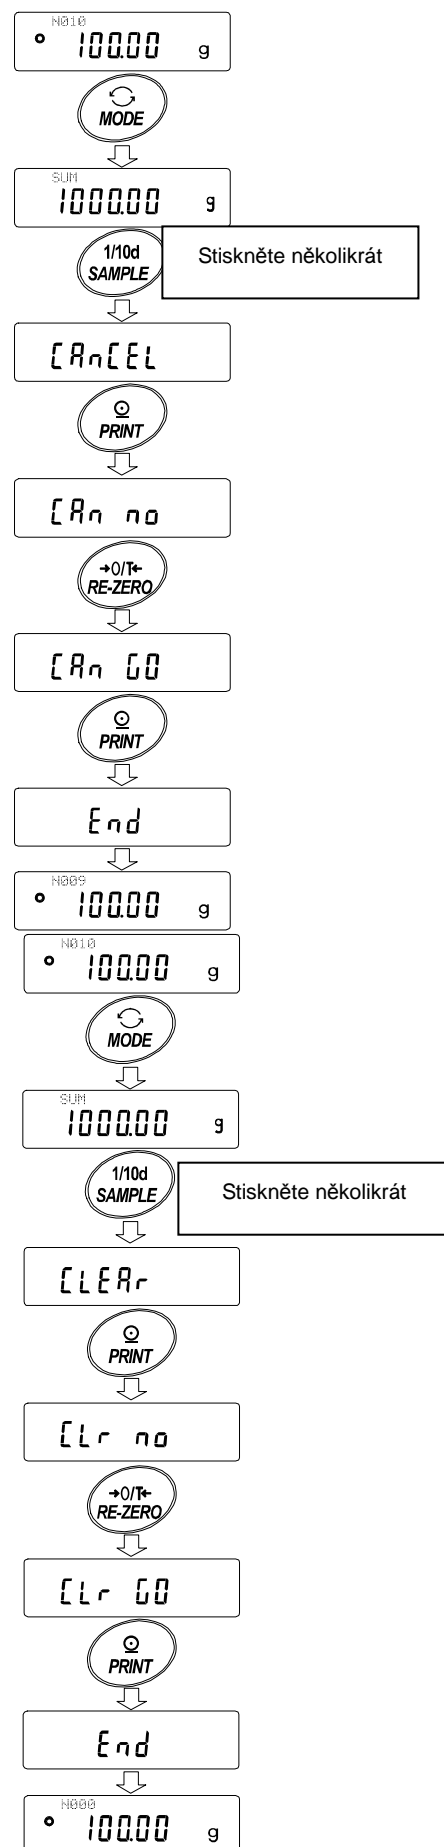 N010
100.00 g
MODE
SUM
1000.00 g
1/10d
SAMPLE
Stiskněte několikrát
CAnCEL
PRINT
CAn no
→0/T←
RE-ZERO
CAn GO
PRINT
End
N009
100.00 g
N010
100.00 g
MODE
SUM
1000.00 g
1/10d
SAMPLE
Stiskněte několikrát
CLEAr
PRINT
CLr no
→0/T←
RE-ZERO
CLr GO
PRINT
End
N000
100.00 g